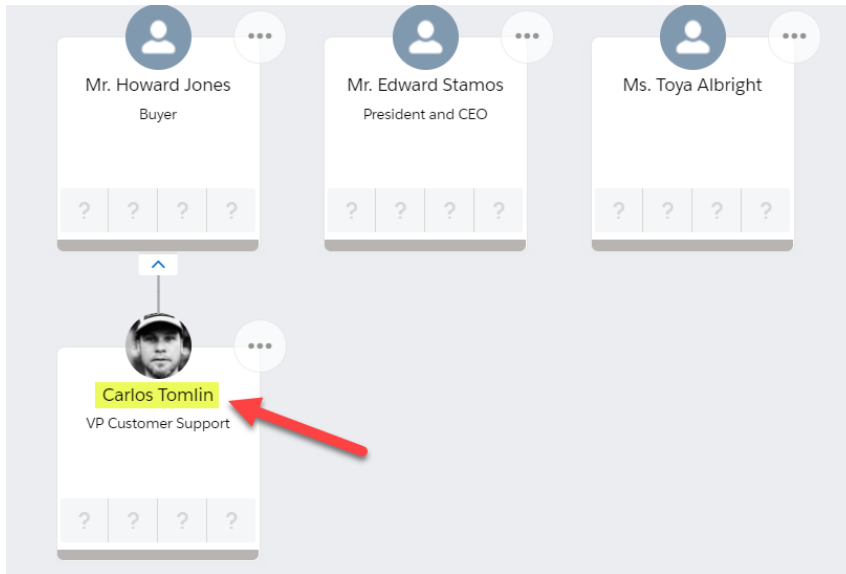 Mr. Howard Jones
Buyer
? ? ? ?
Mr. Edward Stamos
President and CEO
? ? ? ?
Ms. Toya Albright
? ? ? ?
Carlos Tomlin
VP Customer Support
? ? ? ?